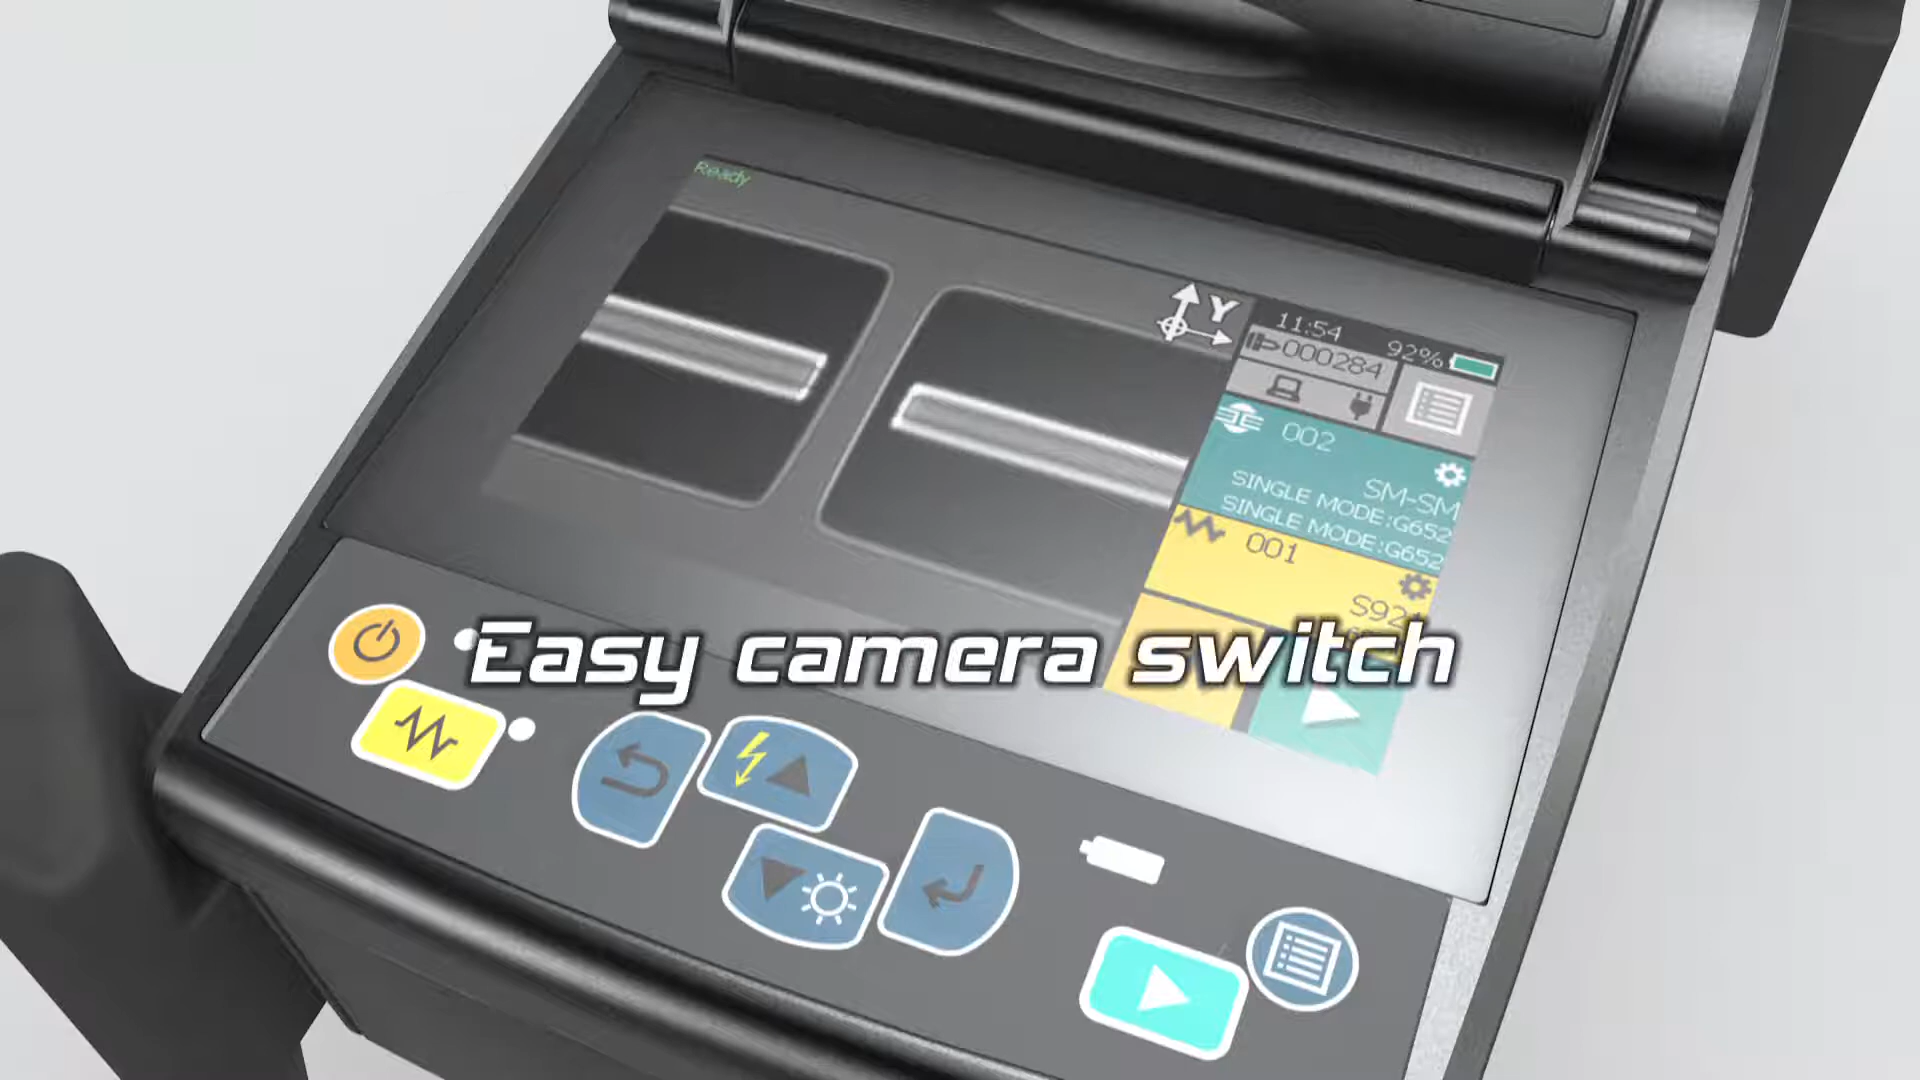 Ready
Y
11:54
92%
000284
002
SM-SM
SINGLE MODE:G652
SINGLE MODE:G652
001
Easy camera switch